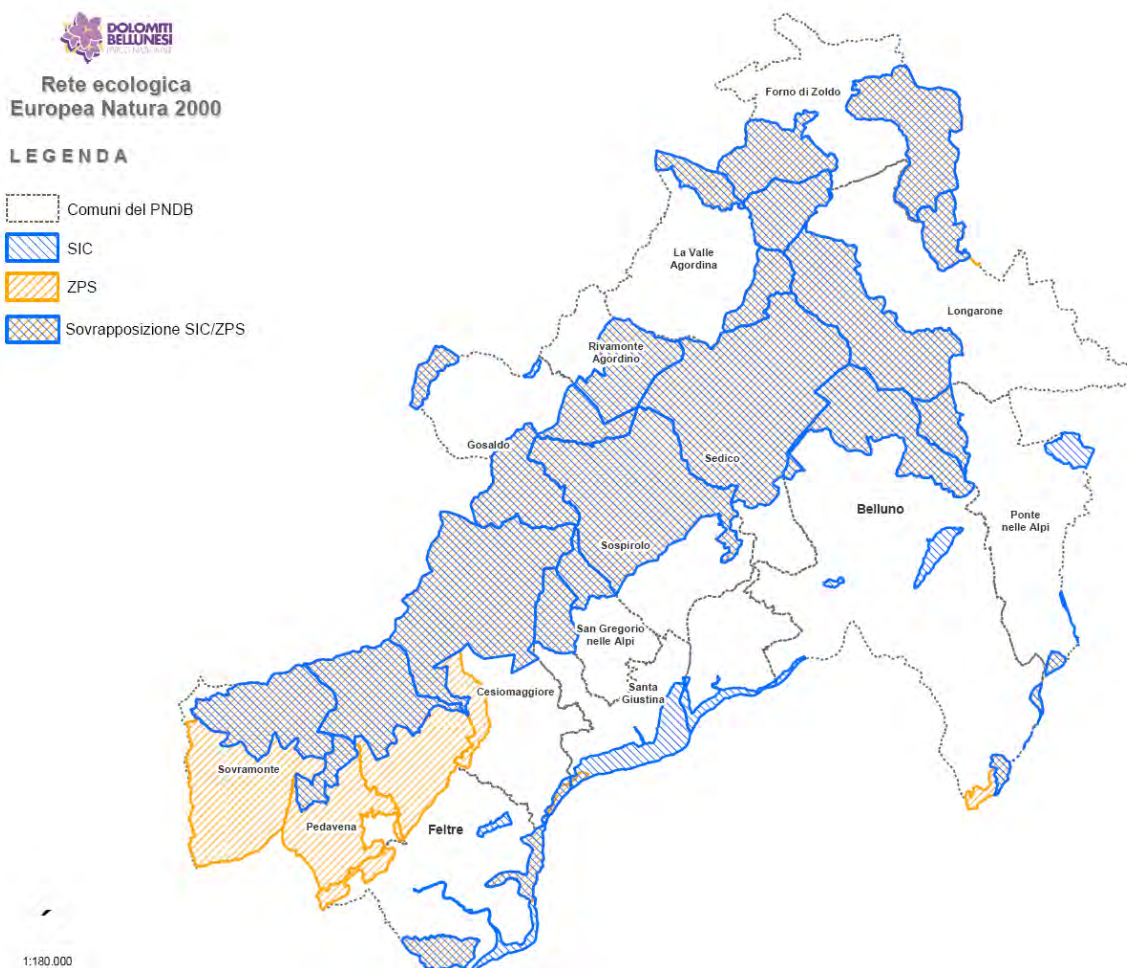 DOLOMITI
BELLUNESI
PARCO NAZIONALE
Rete ecologica
Europea Natura 2000
LEGENDA
Comuni del PNDB
SIC
ZPS
Sovrapposizione SIC/ZPS
Forno di Zoldo
La Valle
Agordina
Longarone
Rivamonte
Agordino
Gosaldo
Sedico
Belluno
Ponte
nelle Alpi
Sospirolo
San Gregorio
nelle Alpi
Santa
Giustina
Cesiomaggiore
Sovramonte
Pedavena
Feltre
1:180.000